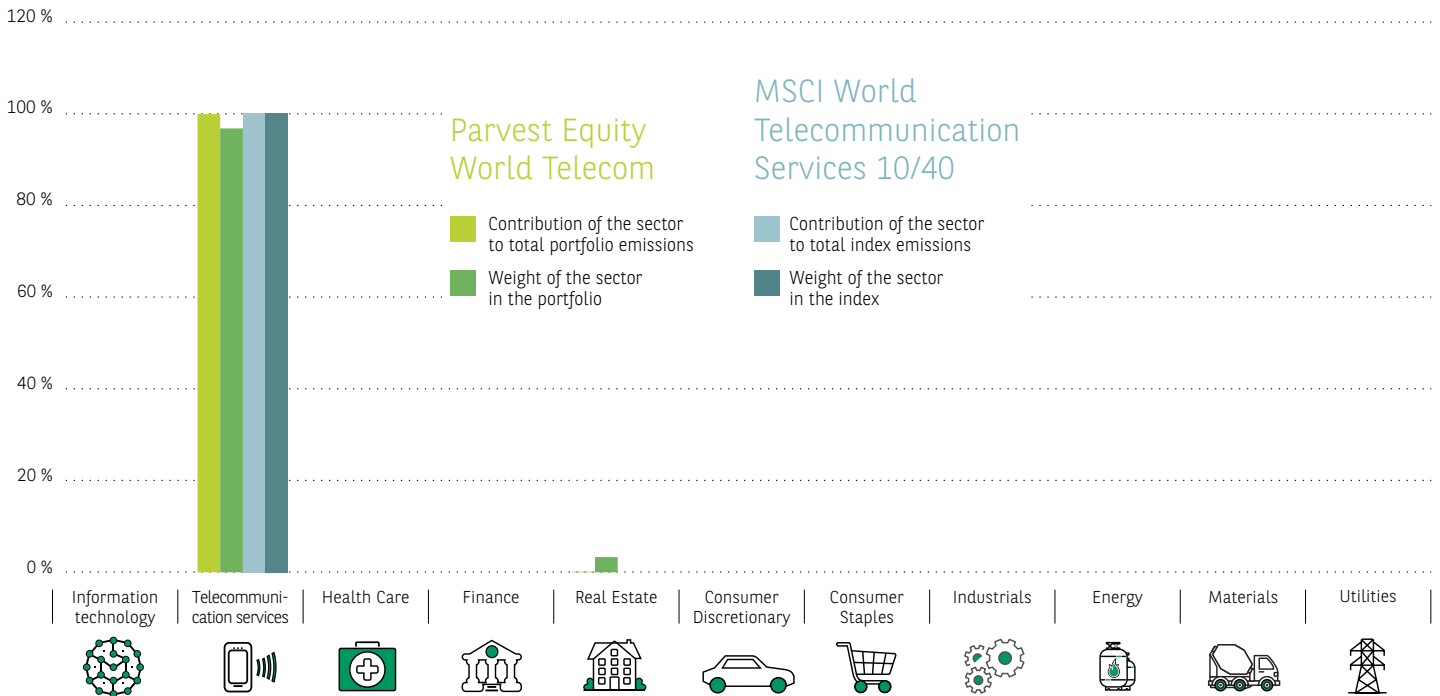 120 %
100 %
80 %
60 %
40 %
20 %
0 %
Parvest Equity
World Telecom
Contribution of the sector
to total portfolio emissions
Weight of the sector
in the portfolio
MSCI World
Telecommunication
Services 10/40
Contribution of the sector
to total index emissions
Weight of the sector
in the index
Information
technology
Telecommuni-
cation services
Health Care
Finance
Real Estate
Consumer
Discretionary
Consumer
Staples
Industrials
Energy
Materials
Utilities